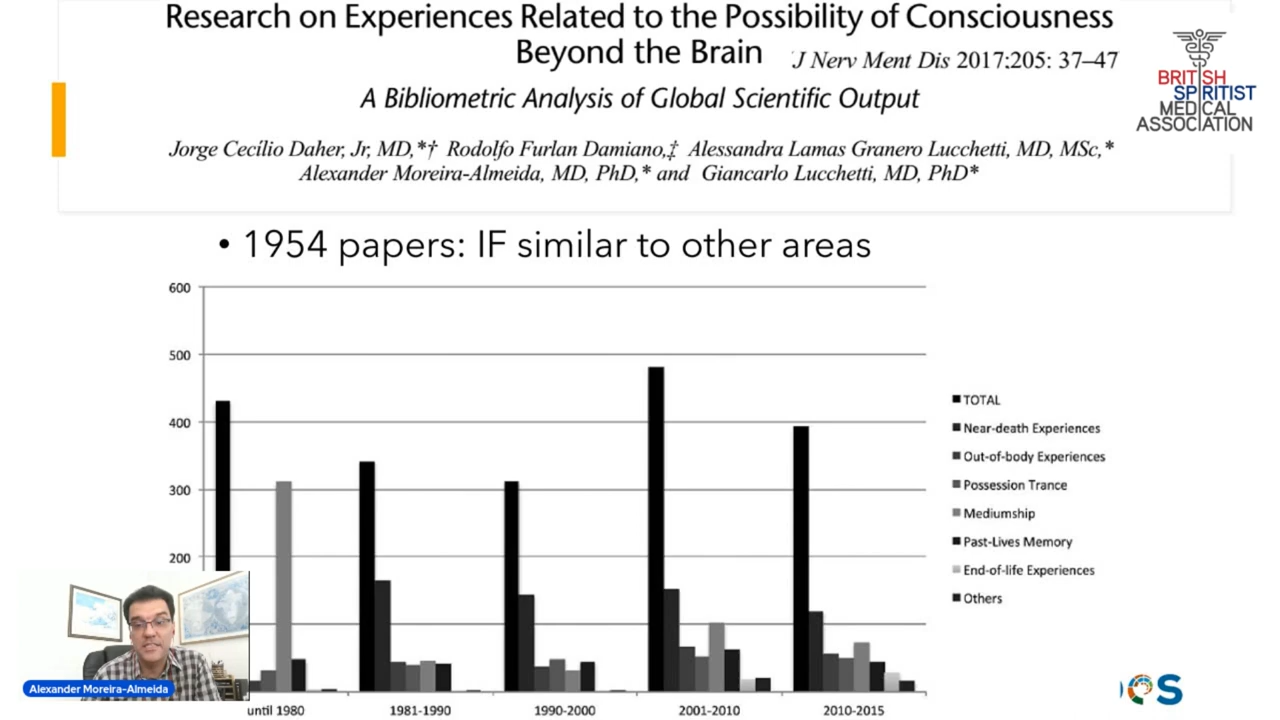 Research on Experiences Related to the Possibility of Consciousness
Beyond the Brain
J Nerv Ment Dis 2017;205: 37–47
A Bibliometric Analysis of Global Scientific Output
Jorge Cecílio Daher, Jr, MD,*† Rodolfo Furlan Damiano,‡ Alessandra Lamas Granero Lucchetti, MD, MSc,*
Alexander Moreira-Almeida, MD, PhD,* and Giancarlo Lucchetti, MD, PhD*
BRITISH
SPIRITIST
MEDICAL
ASSOCIATION
• 1954 papers: IF similar to other areas
600
500
400
300
200
TOTAL
Near-death Experiences
Out-of-body Experiences
Possession Trance
Mediumship
Past-Lives Memory
End-of-life Experiences
Others
until 1980
1981-1990
1990-2000
2001-2010
2010-2015
Alexander Moreira-Almeida